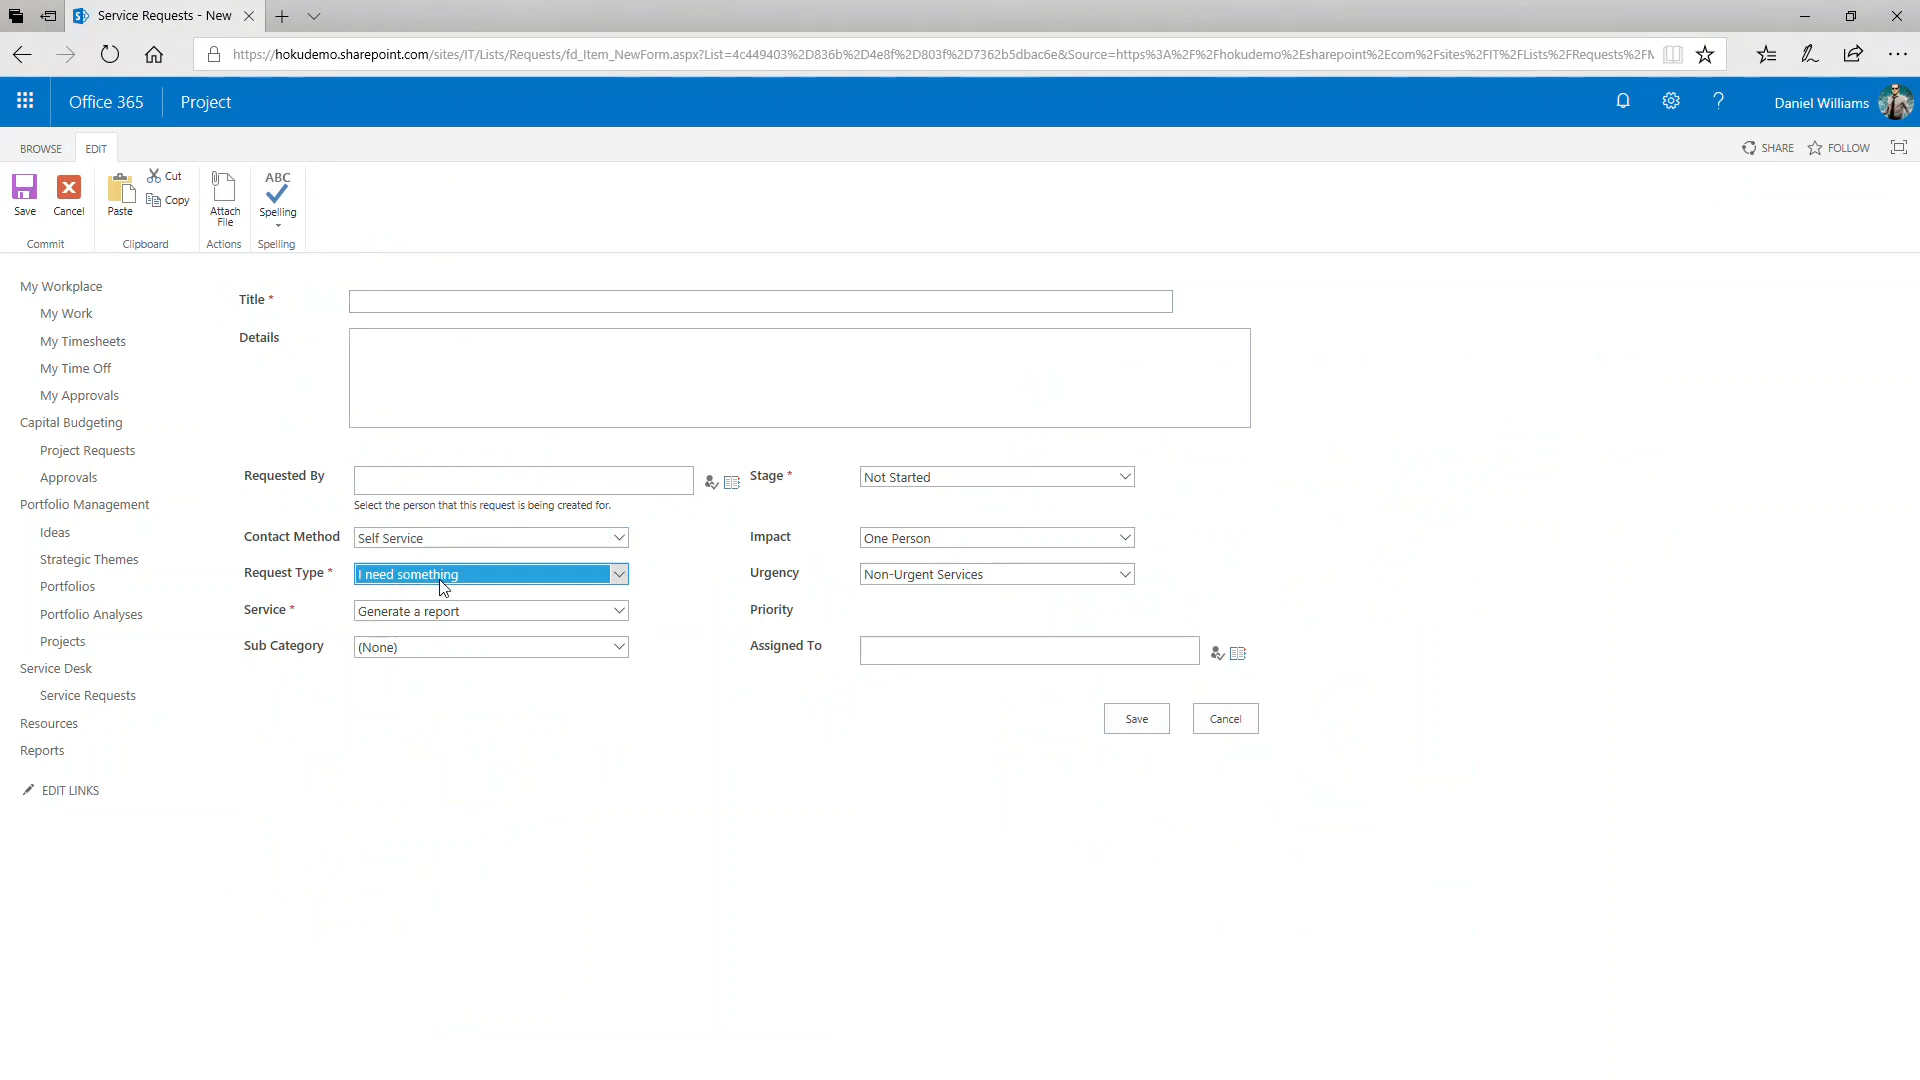 Service Requests - New
https://hokudemo.sharepoint.com/sites/IT/Lists/Requests/fd_Item_NewForm.aspx?List=4c449403%2D836b%2D4e8f%2D803f%2D7362b5dbac6e&Source=https%3A%2F%2Fhokudemo%2Esharepoint%2Ecom%2Fsites%2FIT%2FLists%2FRequests%2FM
Office 365 Project Daniel Williams
BROWSE EDIT SHARE FOLLOW
Save Cancel Paste Cut Copy Attach File ABC Spelling
Commit Clipboard Actions Spelling
My Workplace
My Work
My Timesheets
My Time Off
My Approvals
Capital Budgeting
Project Requests
Approvals
Portfolio Management
Ideas
Strategic Themes
Portfolios
Portfolio Analyses
Projects
Service Desk
Service Requests
Resources
Reports
EDIT LINKS
Title *
Details
Requested By
Select the person that this request is being created for.
Contact Method Self Service
Request Type * I need something
Service * Generate a report
Sub Category (None)
Stage * Not Started
Impact One Person
Urgency Non-Urgent Services
Priority
Assigned To
Save Cancel